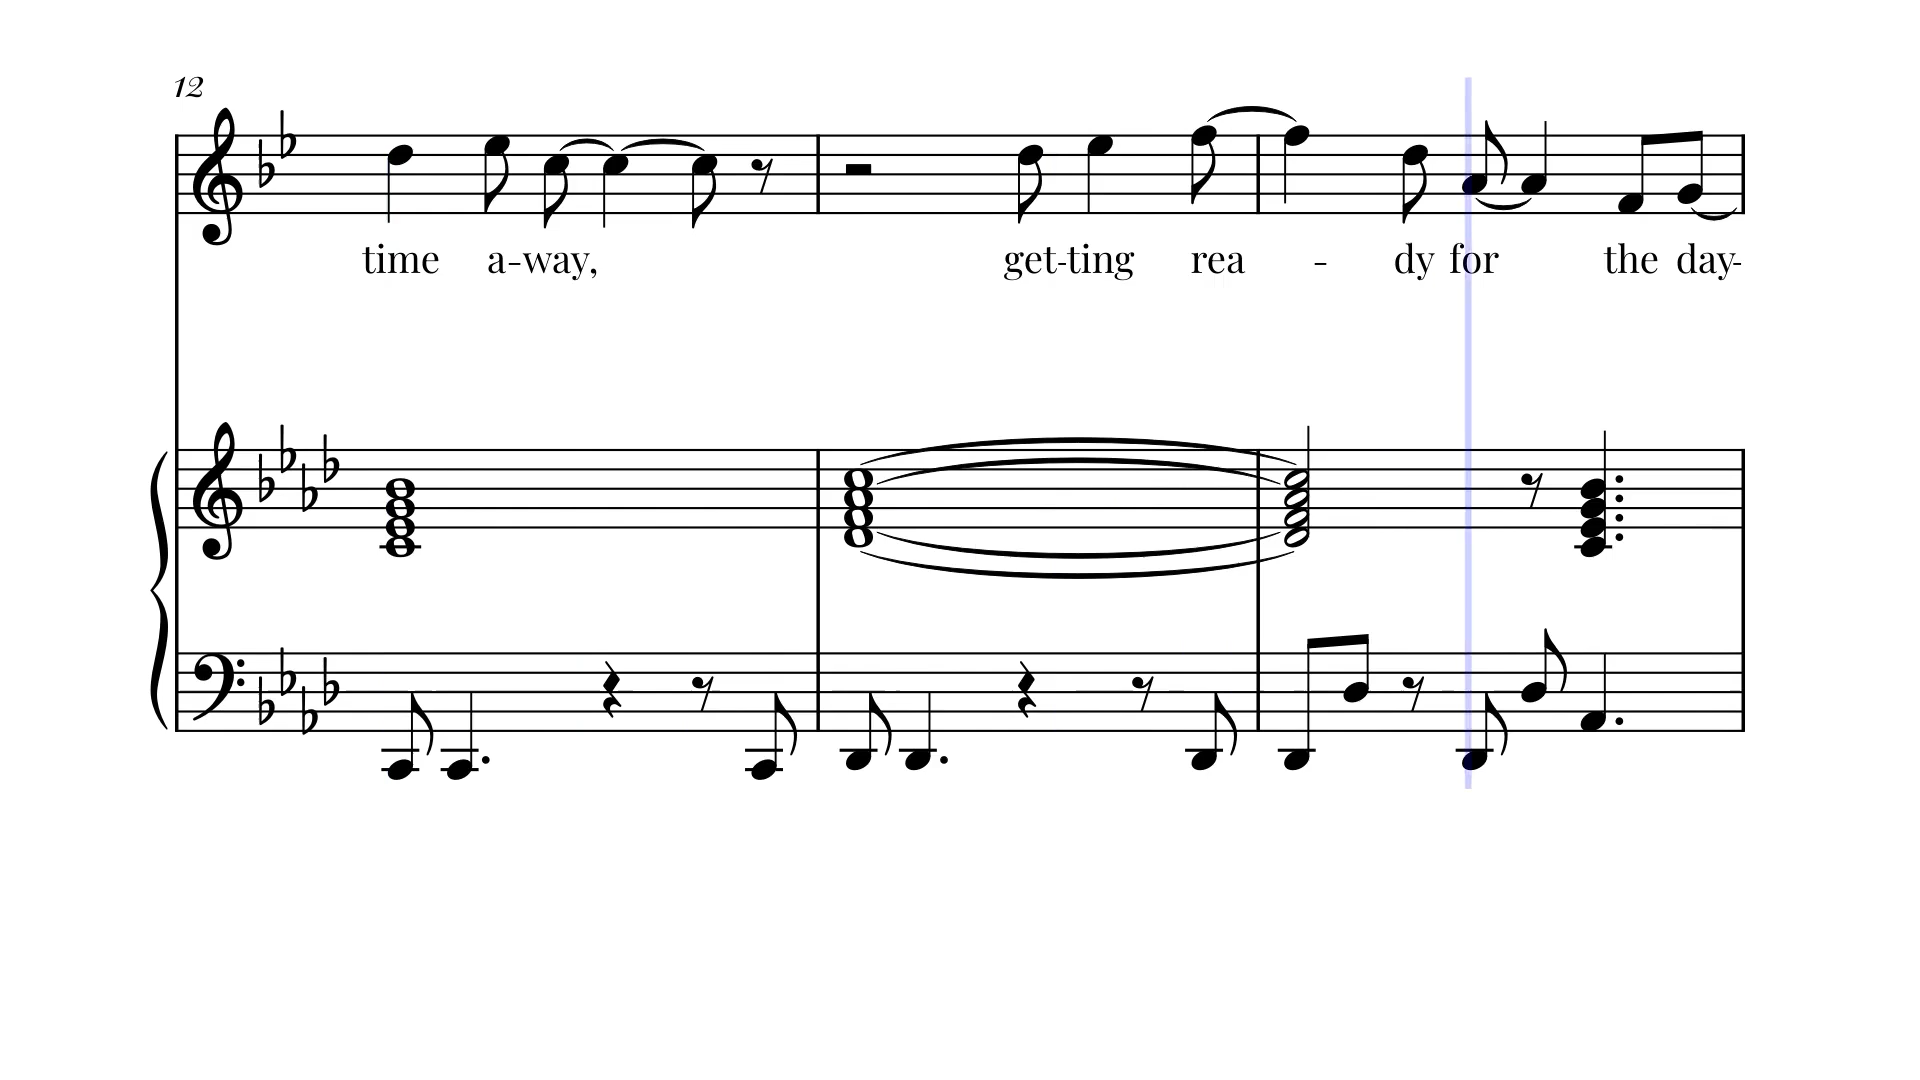 12
time a-way, get-ting rea - dy for the day-